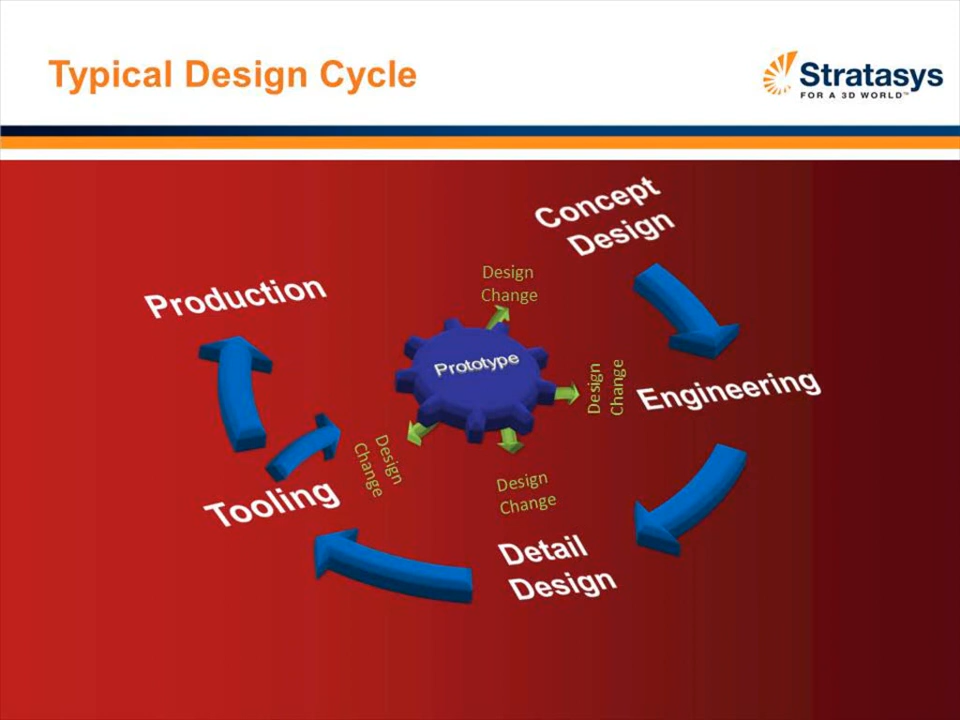 Typical Design Cycle
Stratasys
FOR A 3D WORLD™
Concept
Design
Design
Change
Production
Prototype
Design
Change
Engineering
Design
Change
Design
Change
Tooling
Detail
Design